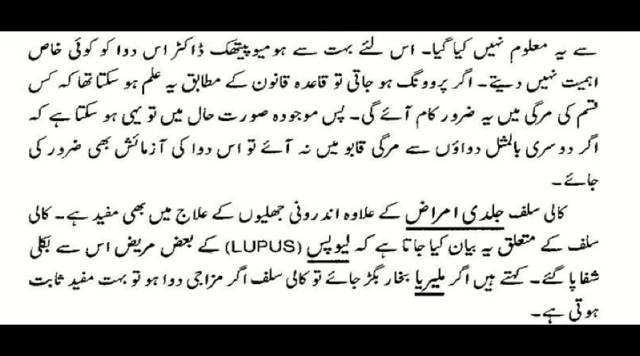 سے یہ معلوم نہیں کیا گیا۔ اس لئے بہت سے ہومیوپیتھک ڈاکٹر اس دوا کو کوئی خاص
اہمیت نہیں دیتے۔ اگر پروونگ ہو جاتی تو قاعدہ قانون کے مطابق یہ علم ہو سکتا تھا کہ کس
قسم کی مرگی میں یہ ضرور کام آئے گی۔ پس موجودہ صورت حال میں تو یہی ہو سکتا ہے کہ
اگر دوسری بالمثل دواؤں سے مرگی قابو میں نہ آئے تو اس دوا کی آزمائش بھی ضرور کی
جائے۔
کالی سلف جلدی امراض کے علاوہ اندرونی جھلیوں کے علاج میں بھی مفید ہے۔ کالی
سلف کے متعلق یہ بیان کیا جاتا ہے کہ لیوپس (LUPUS) کے بعض مریض اس سے بکلی
شفا پا گئے۔ کہتے ہیں اگر ملیریا بخار بگڑ جائے تو کالی سلف اگر مزاجی دوا ہو تو بہت مفید ثابت
ہوتی ہے۔